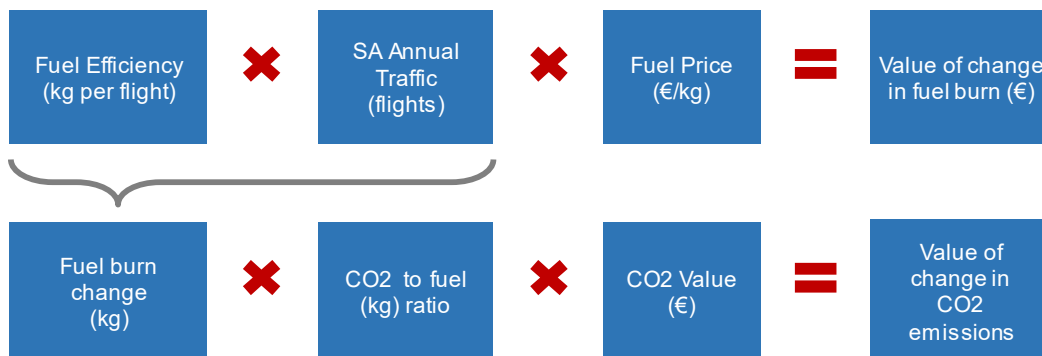 Fuel Efficiency
(kg per flight)
SA Annual
Traffic
(flights)
Fuel Price
(€/kg)
Value of change
in fuel burn (€)
Fuel burn
change
(kg)
CO2 to fuel
(kg) ratio
CO2 Value
(€)
Value of
change in
CO2
emissions